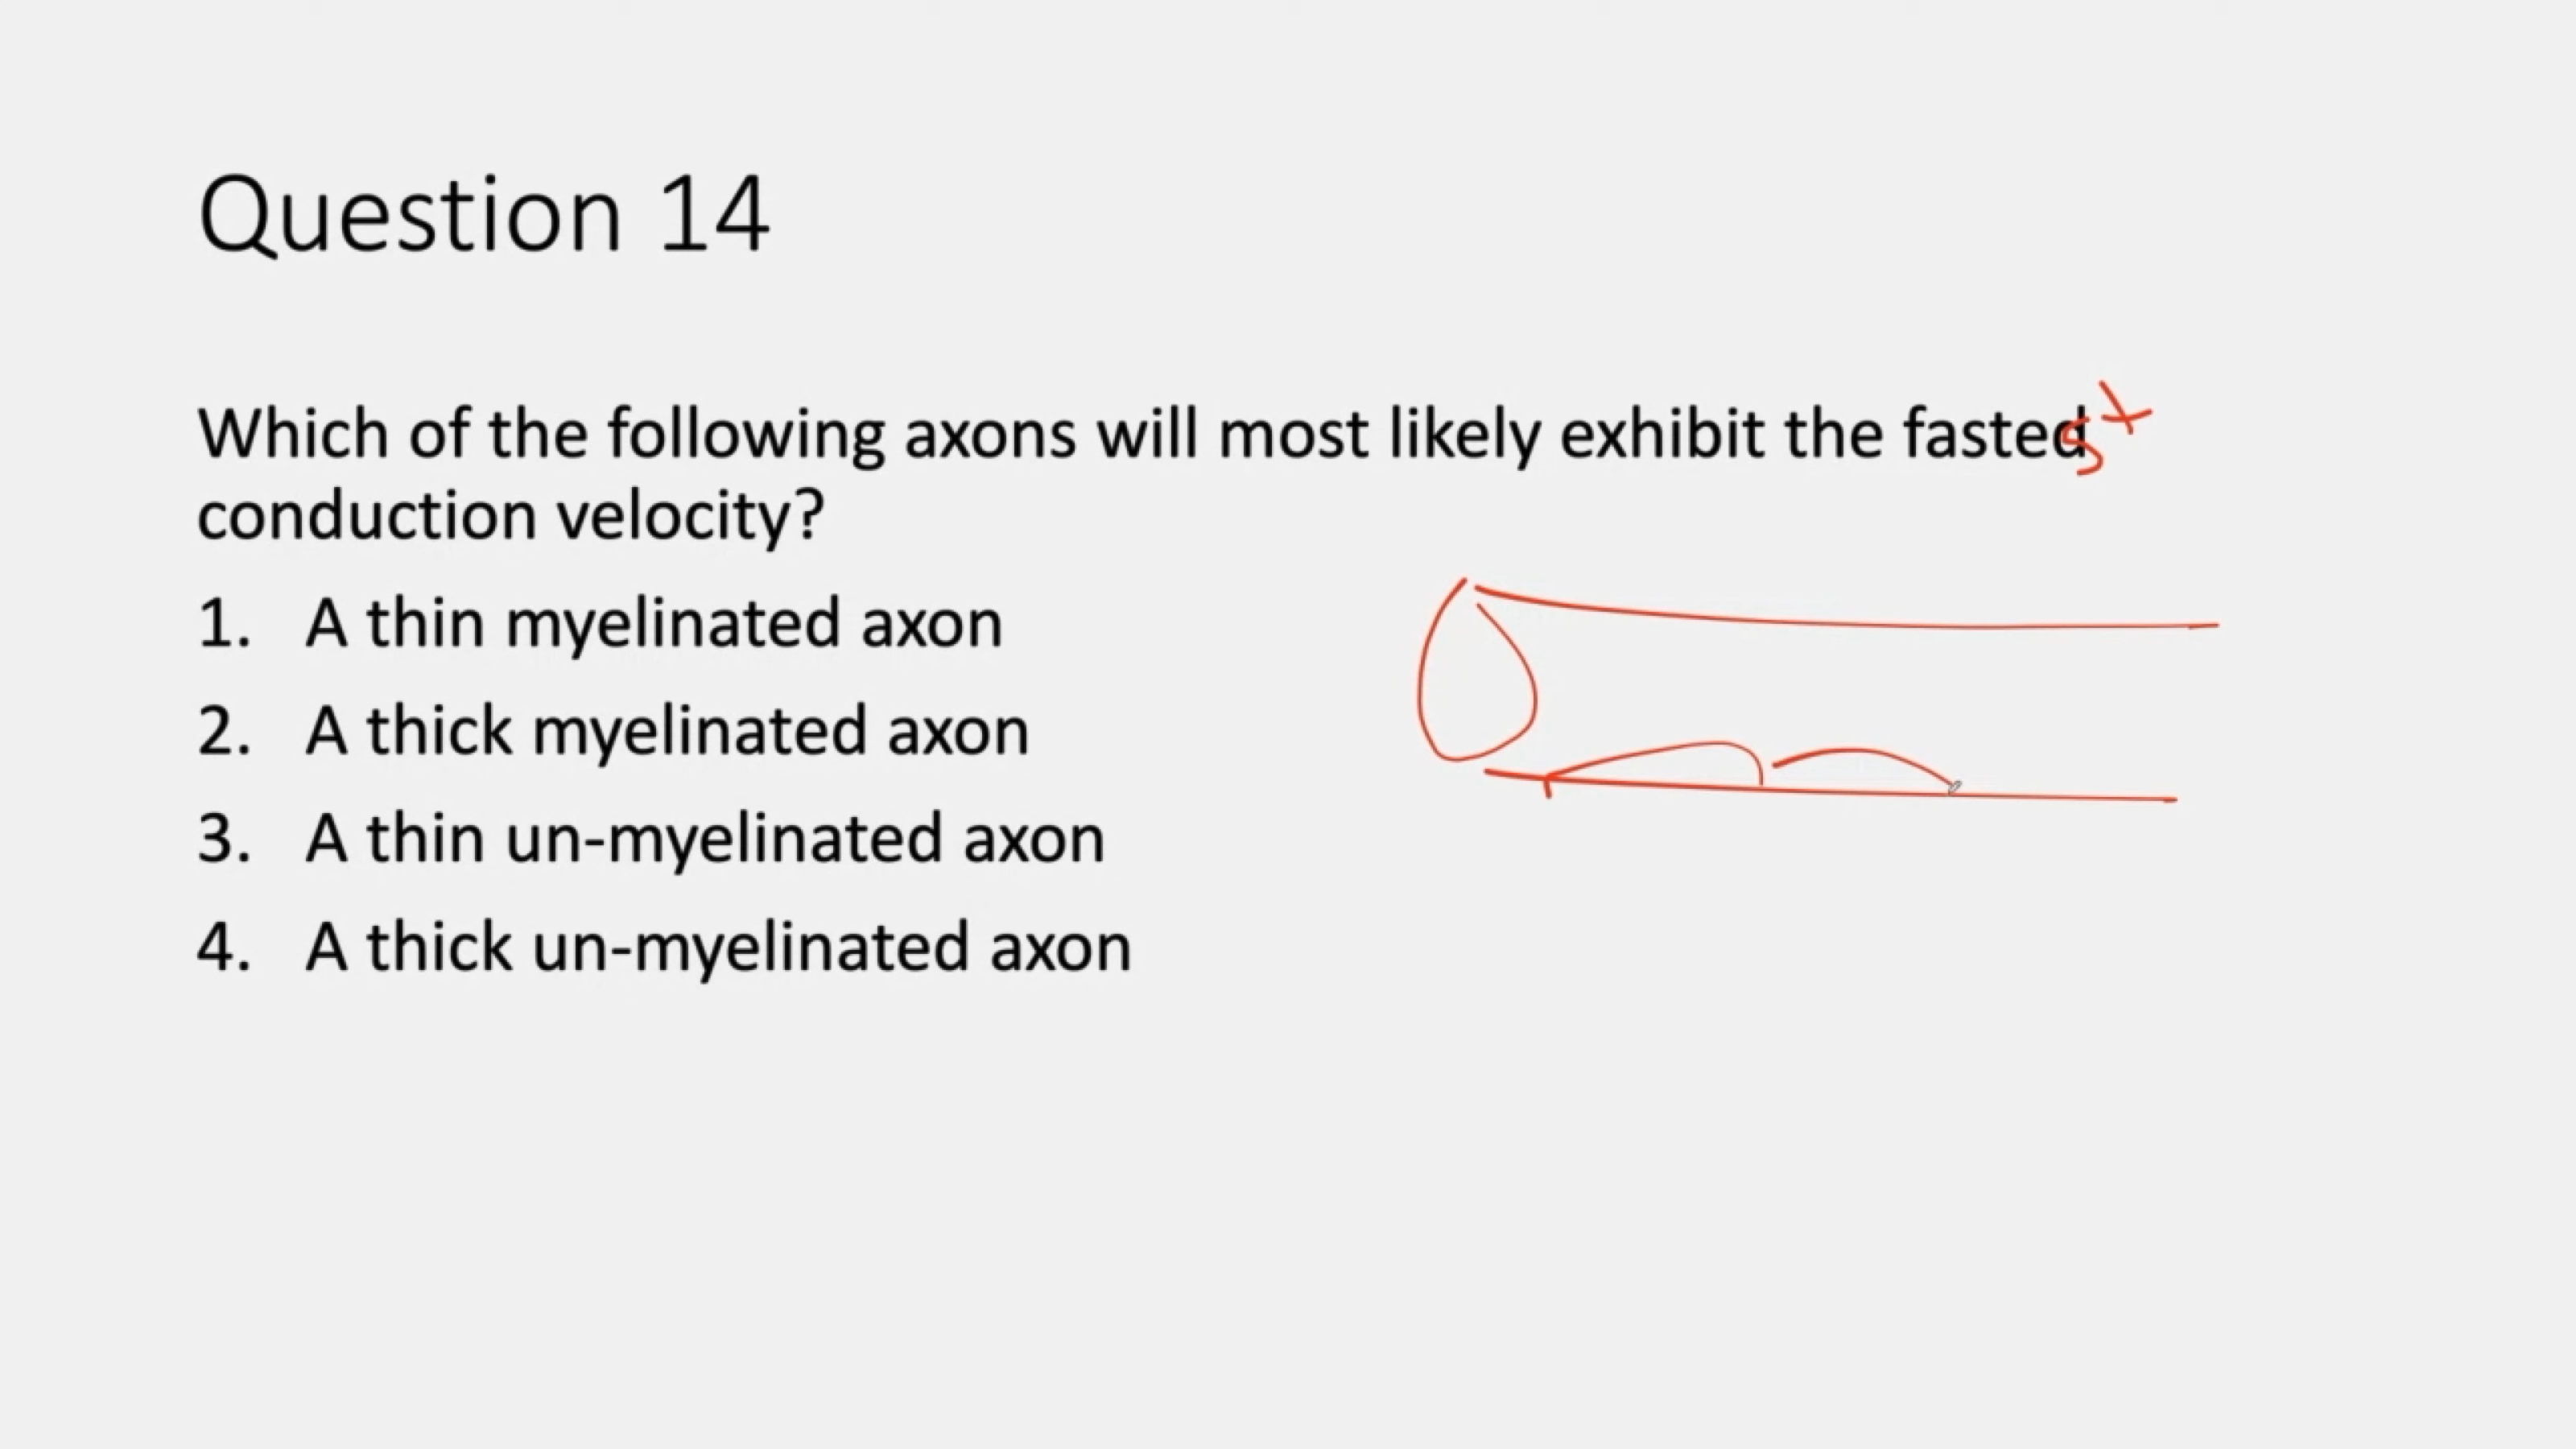 Question 14
Which of the following axons will most likely exhibit the fasted st
conduction velocity?
1. A thin myelinated axon
2. A thick myelinated axon
3. A thin un-myelinated axon
4. A thick un-myelinated axon